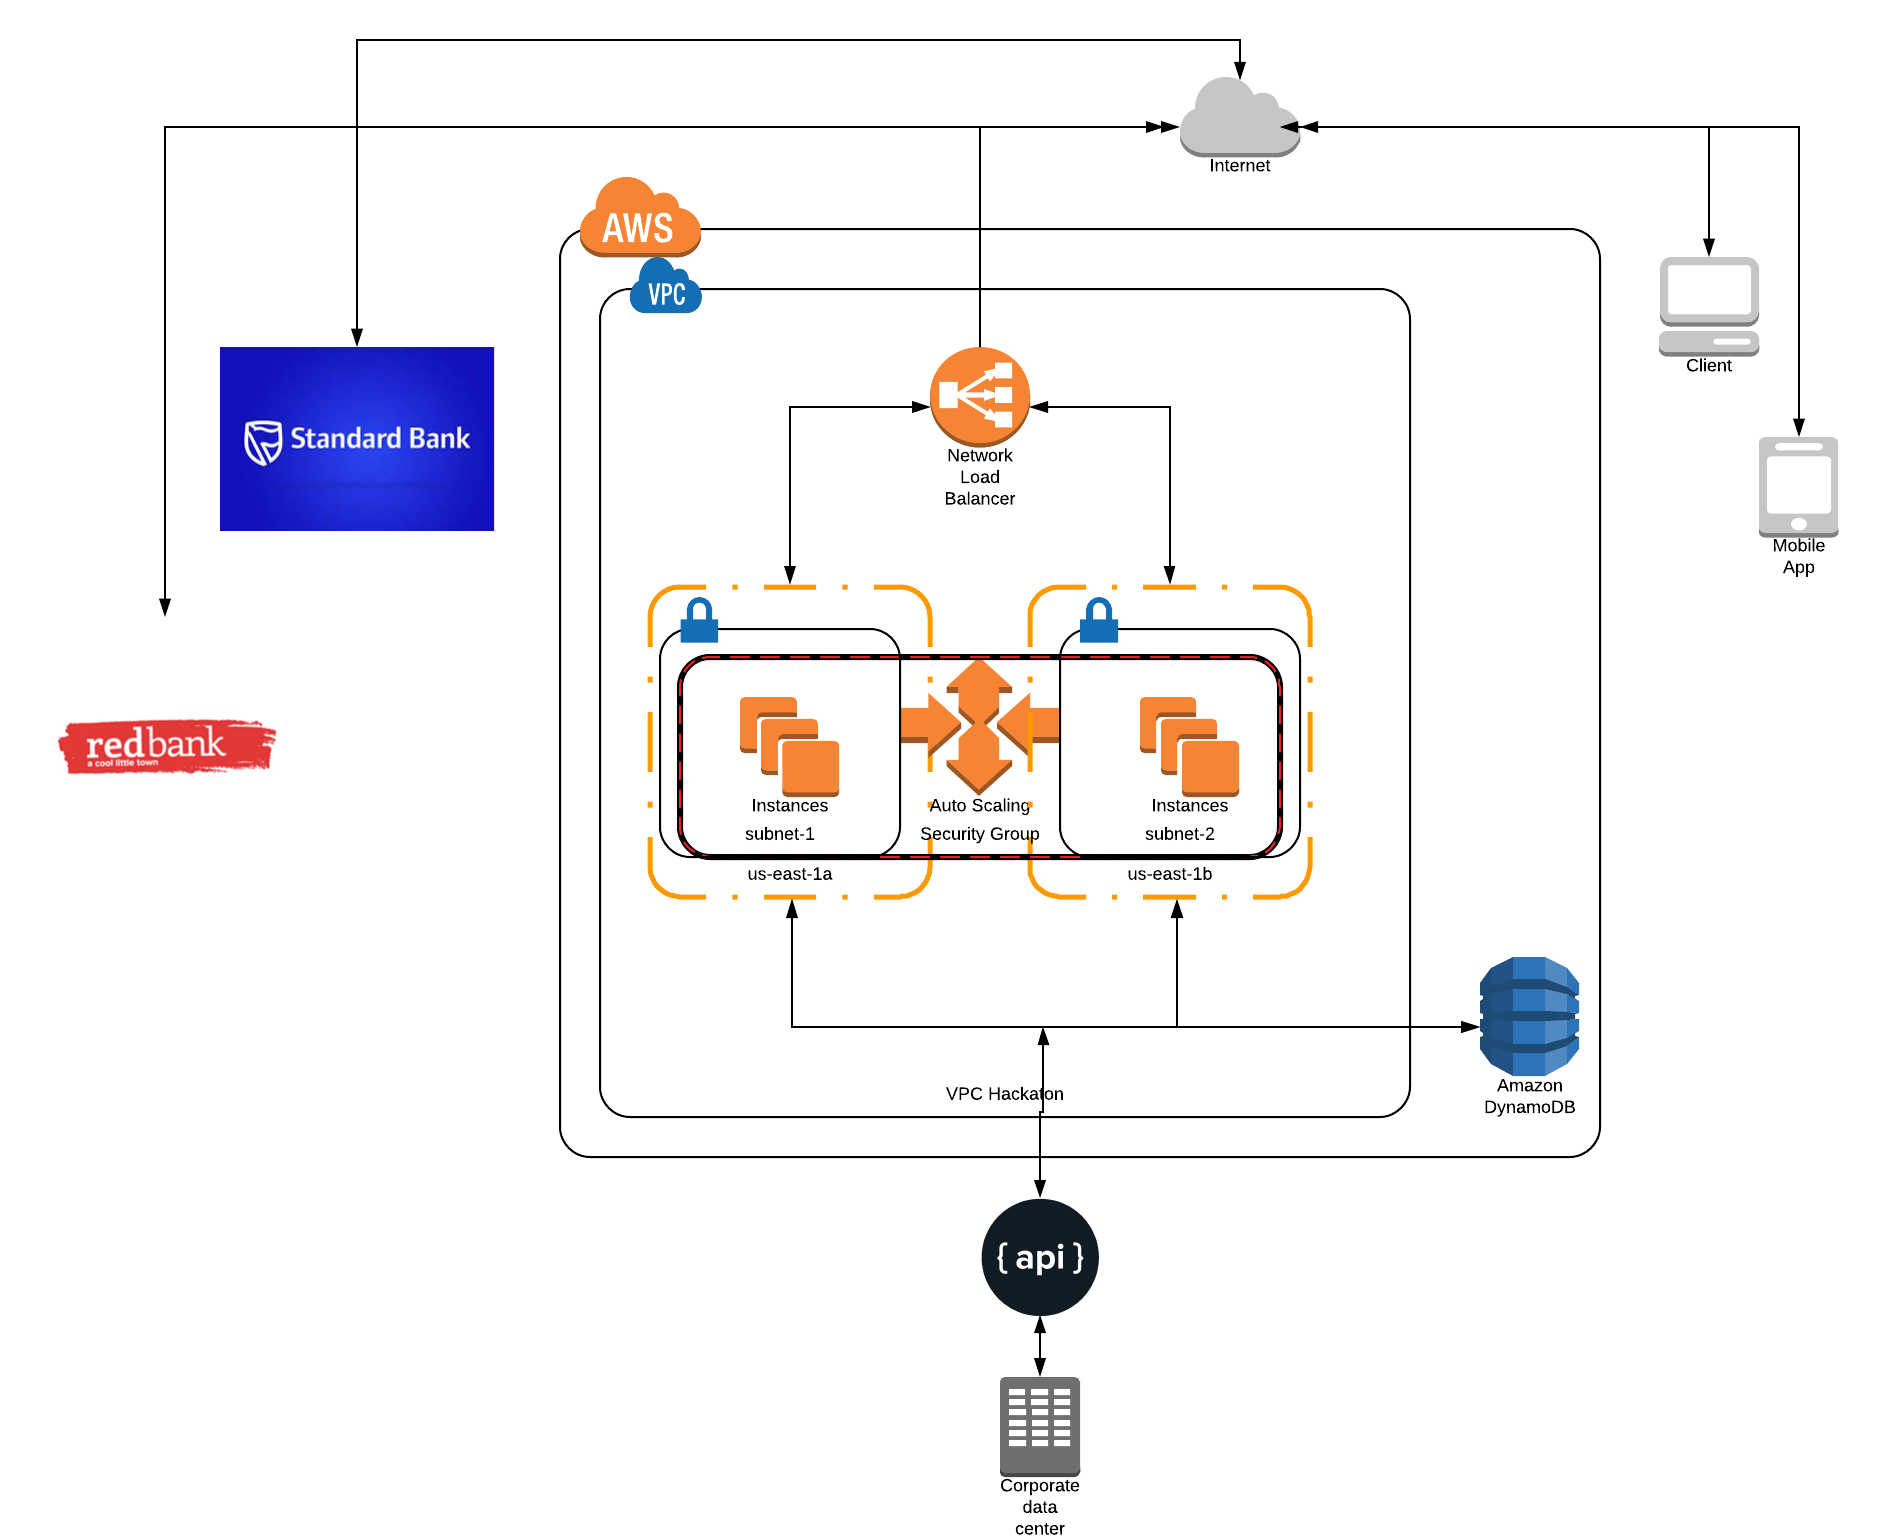 Internet
AWS
VPC
Client
Standard Bank
Network
Load
Balancer
Mobile
App
redbank
a cool little town
Instances
Auto Scaling
Instances
subnet-1
Security Group
subnet-2
us-east-1a
us-east-1b
Amazon
DynamoDB
VPC Hackaton
{ api }
Corporate
data
center